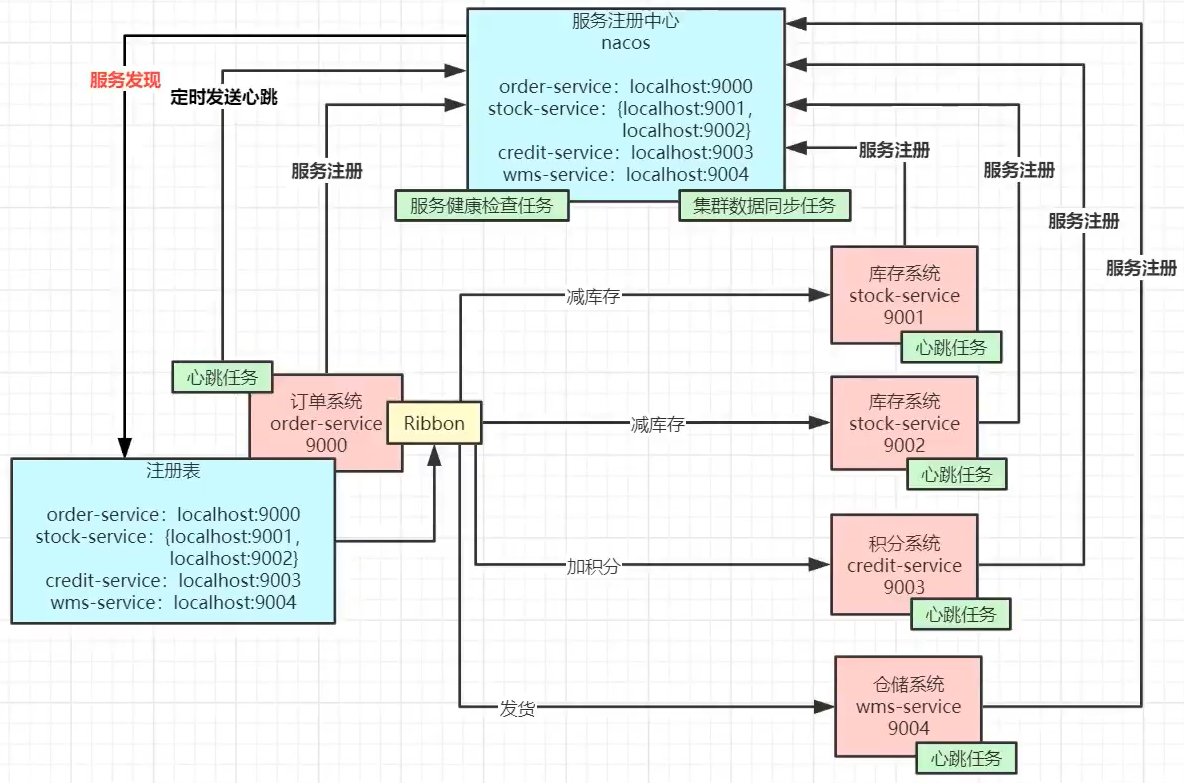 服务注册中心
nacos
order-service：localhost:9000
stock-service：{localhost:9001，
localhost:9002}
credit-service：localhost:9003
wms-service：localhost:9004
服务健康检查任务
集群数据同步任务
服务发现
定时发送心跳
服务注册
服务注册
服务注册
服务注册
服务注册
减库存
库存系统
stock-service
9001
心跳任务
心跳任务
订单系统
order-service
9000
Ribbon
减库存
库存系统
stock-service
9002
心跳任务
注册表
order-service：localhost:9000
stock-service：{localhost:9001，
localhost:9002}
credit-service：localhost:9003
wms-service：localhost:9004
加积分
积分系统
credit-service
9003
心跳任务
发货
仓储系统
wms-service
9004
心跳任务